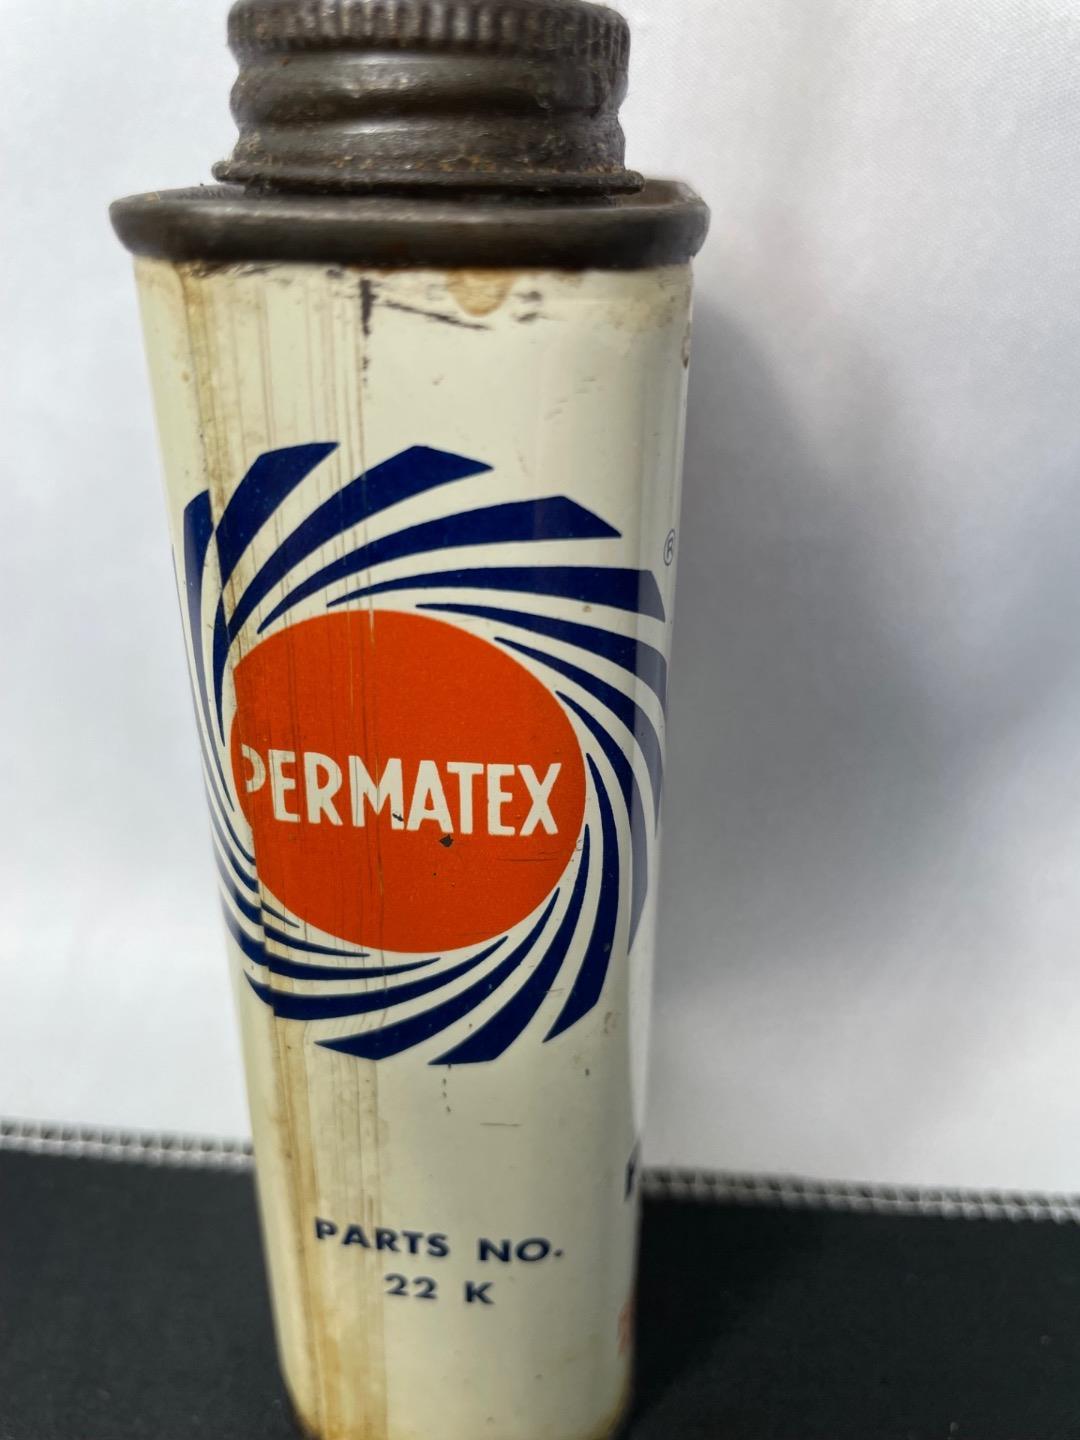 ®
PERMATEX
PARTS NO.
22 K